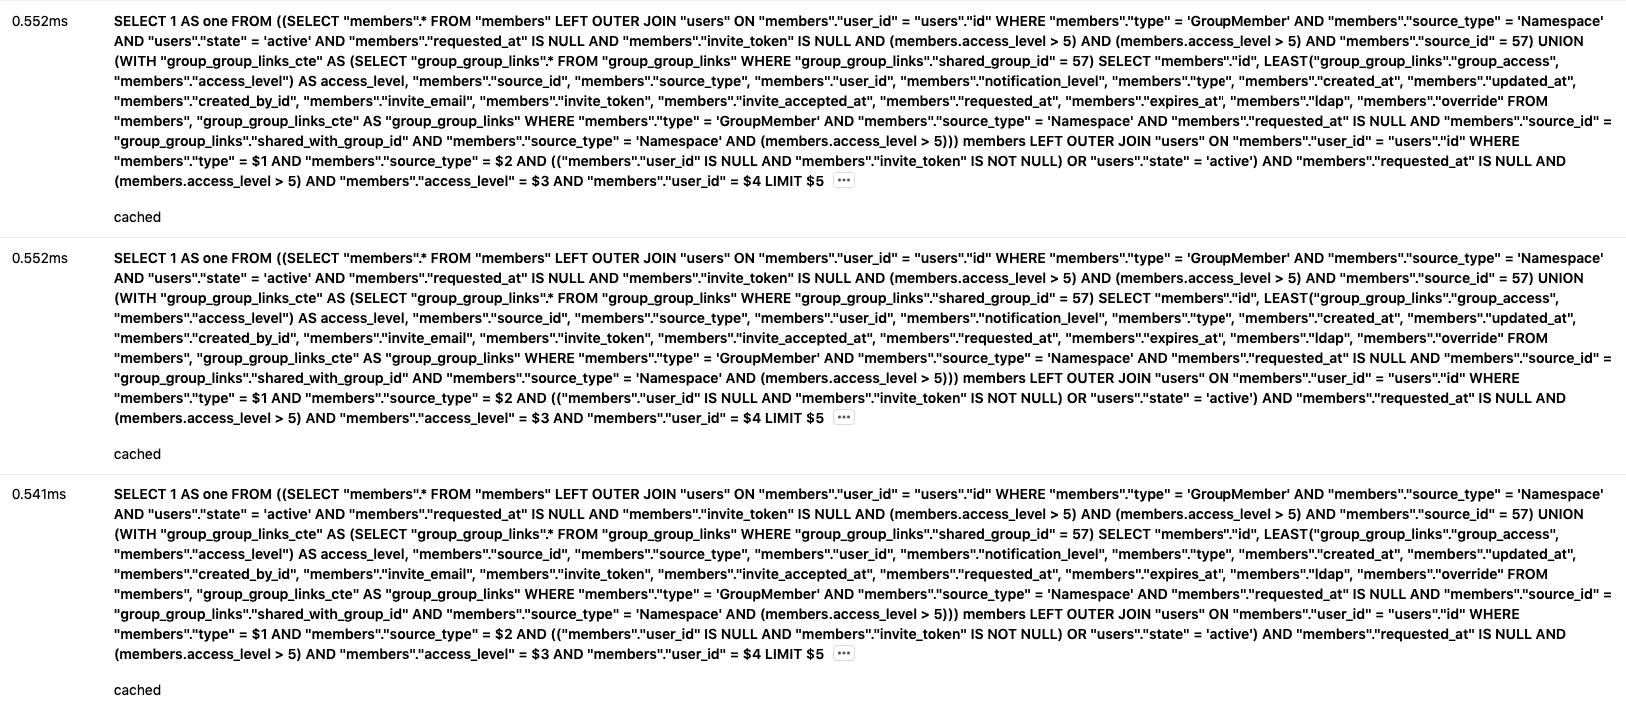 0.552ms SELECT 1 AS one FROM ((SELECT "members".* FROM "members" LEFT OUTER JOIN "users" ON "members"."user_id" = "users"."id" WHERE "members"."type" = 'GroupMember' AND "members"."source_type" = 'Namespace'
AND "users"."state" = 'active' AND "members"."requested_at" IS NULL AND "members"."invite_token" IS NULL AND (members.access_level > 5) AND (members.access_level > 5) AND "members"."source_id" = 57) UNION
(WITH "group_group_links_cte" AS (SELECT "group_group_links".* FROM "group_group_links" WHERE "group_group_links"."shared_group_id" = 57) SELECT "members"."id", LEAST("group_group_links"."group_access",
"members"."access_level") AS access_level, "members"."source_id", "members"."source_type", "members"."user_id", "members"."notification_level", "members"."type", "members"."created_at", "members"."updated_at",
"members"."created_by_id", "members"."invite_email", "members"."invite_token", "members"."invite_accepted_at", "members"."requested_at", "members"."expires_at", "members"."ldap", "members"."override" FROM
"members", "group_group_links_cte" AS "group_group_links" WHERE "members"."type" = 'GroupMember' AND "members"."source_type" = 'Namespace' AND "members"."requested_at" IS NULL AND "members"."source_id" =
"group_group_links"."shared_with_group_id" AND "members"."source_type" = 'Namespace' AND (members.access_level > 5))) members LEFT OUTER JOIN "users" ON "members"."user_id" = "users"."id" WHERE
"members"."type" = $1 AND "members"."source_type" = $2 AND (("members"."user_id" IS NULL AND "members"."invite_token" IS NOT NULL) OR "users"."state" = 'active') AND "members"."requested_at" IS NULL AND
(members.access_level > 5) AND "members"."access_level" = $3 AND "members"."user_id" = $4 LIMIT $5 •••
cached
0.552ms SELECT 1 AS one FROM ((SELECT "members".* FROM "members" LEFT OUTER JOIN "users" ON "members"."user_id" = "users"."id" WHERE "members"."type" = 'GroupMember' AND "members"."source_type" = 'Namespace'
AND "users"."state" = 'active' AND "members"."requested_at" IS NULL AND "members"."invite_token" IS NULL AND (members.access_level > 5) AND (members.access_level > 5) AND "members"."source_id" = 57) UNION
(WITH "group_group_links_cte" AS (SELECT "group_group_links".* FROM "group_group_links" WHERE "group_group_links"."shared_group_id" = 57) SELECT "members"."id", LEAST("group_group_links"."group_access",
"members"."access_level") AS access_level, "members"."source_id", "members"."source_type", "members"."user_id", "members"."notification_level", "members"."type", "members"."created_at", "members"."updated_at",
"members"."created_by_id", "members"."invite_email", "members"."invite_token", "members"."invite_accepted_at", "members"."requested_at", "members"."expires_at", "members"."ldap", "members"."override" FROM
"members", "group_group_links_cte" AS "group_group_links" WHERE "members"."type" = 'GroupMember' AND "members"."source_type" = 'Namespace' AND "members"."requested_at" IS NULL AND "members"."source_id" =
"group_group_links"."shared_with_group_id" AND "members"."source_type" = 'Namespace' AND (members.access_level > 5))) members LEFT OUTER JOIN "users" ON "members"."user_id" = "users"."id" WHERE
"members"."type" = $1 AND "members"."source_type" = $2 AND (("members"."user_id" IS NULL AND "members"."invite_token" IS NOT NULL) OR "users"."state" = 'active') AND "members"."requested_at" IS NULL AND
(members.access_level > 5) AND "members"."access_level" = $3 AND "members"."user_id" = $4 LIMIT $5 •••
cached
0.541ms SELECT 1 AS one FROM ((SELECT "members".* FROM "members" LEFT OUTER JOIN "users" ON "members"."user_id" = "users"."id" WHERE "members"."type" = 'GroupMember' AND "members"."source_type" = 'Namespace'
AND "users"."state" = 'active' AND "members"."requested_at" IS NULL AND "members"."invite_token" IS NULL AND (members.access_level > 5) AND (members.access_level > 5) AND "members"."source_id" = 57) UNION
(WITH "group_group_links_cte" AS (SELECT "group_group_links".* FROM "group_group_links" WHERE "group_group_links"."shared_group_id" = 57) SELECT "members"."id", LEAST("group_group_links"."group_access",
"members"."access_level") AS access_level, "members"."source_id", "members"."source_type", "members"."user_id", "members"."notification_level", "members"."type", "members"."created_at", "members"."updated_at",
"members"."created_by_id", "members"."invite_email", "members"."invite_token", "members"."invite_accepted_at", "members"."requested_at", "members"."expires_at", "members"."ldap", "members"."override" FROM
"members", "group_group_links_cte" AS "group_group_links" WHERE "members"."type" = 'GroupMember' AND "members"."source_type" = 'Namespace' AND "members"."requested_at" IS NULL AND "members"."source_id" =
"group_group_links"."shared_with_group_id" AND "members"."source_type" = 'Namespace' AND (members.access_level > 5))) members LEFT OUTER JOIN "users" ON "members"."user_id" = "users"."id" WHERE
"members"."type" = $1 AND "members"."source_type" = $2 AND (("members"."user_id" IS NULL AND "members"."invite_token" IS NOT NULL) OR "users"."state" = 'active') AND "members"."requested_at" IS NULL AND
(members.access_level > 5) AND "members"."access_level" = $3 AND "members"."user_id" = $4 LIMIT $5 •••
cached